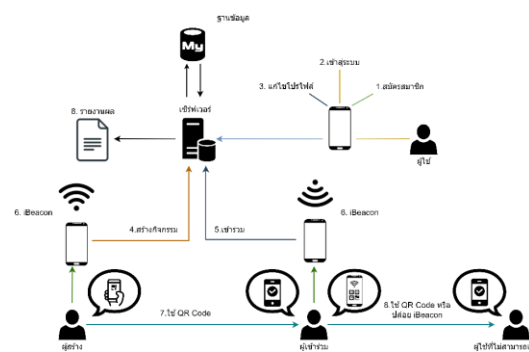 ฐานข้อมูล
My
2.เข้าสู่ระบบ
3. แก้ไขโปรไฟล์
1.สมัครสมาชิก
8. รายงานผล
เซิร์ฟเวอร์
ผู้ใช้
6. iBeacon
6. iBeacon
4.สร้างกิจกรรม
5.เข้าร่วม
7.ใช้ QR Code
8.ใช้ QR Code หรือ
ปล่อย iBeacon
ผู้สร้าง
ผู้เข้าร่วม
ผู้ใช้ที่ไม่สามารถ